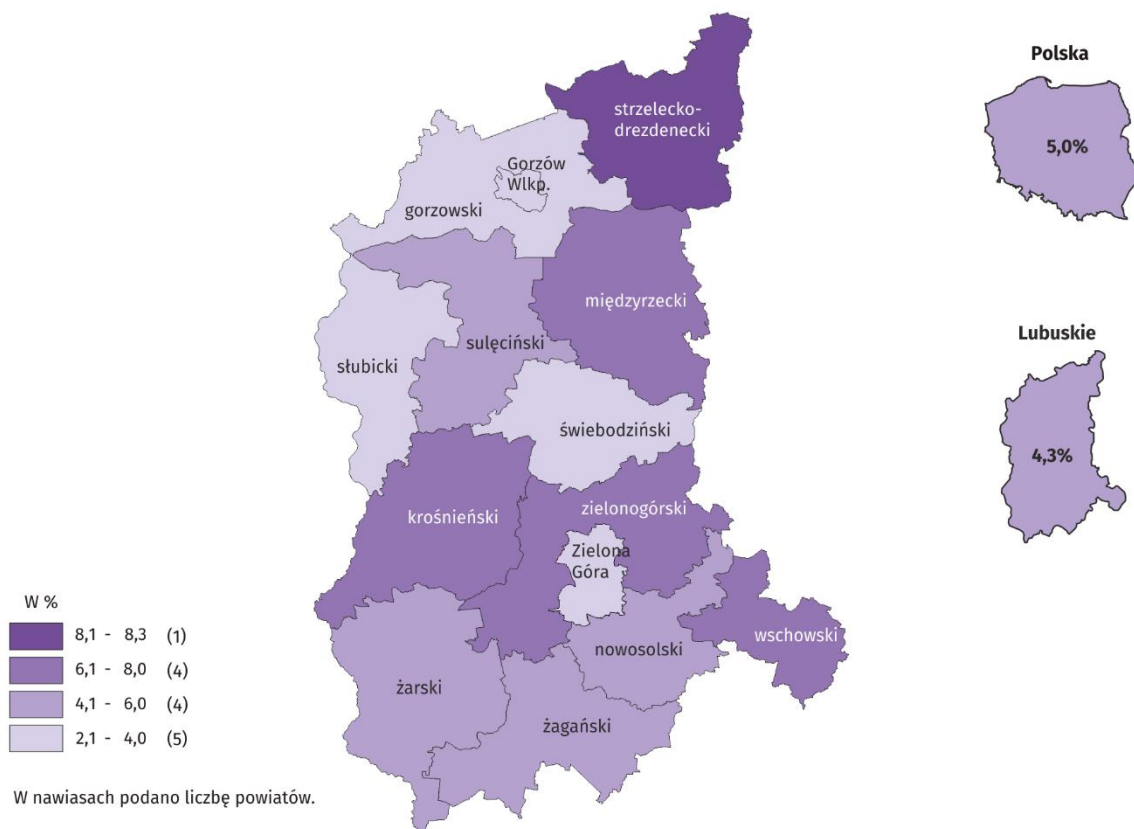 strzelecko-
drezdenecki
Gorzów
Wlkp.
gorzowski
międzyrzecki
sulęciński
słubicki
świebodziński
krośnieński
zielonogórski
Zielona
Góra
wschowski
nowosolski
żarski
żagański
Polska
5,0%
Lubuskie
4,3%
W %
8,1 - 8,3 (1)
6,1 - 8,0 (4)
4,1 - 6,0 (4)
2,1 - 4,0 (5)
W nawiasach podano liczbę powiatów.